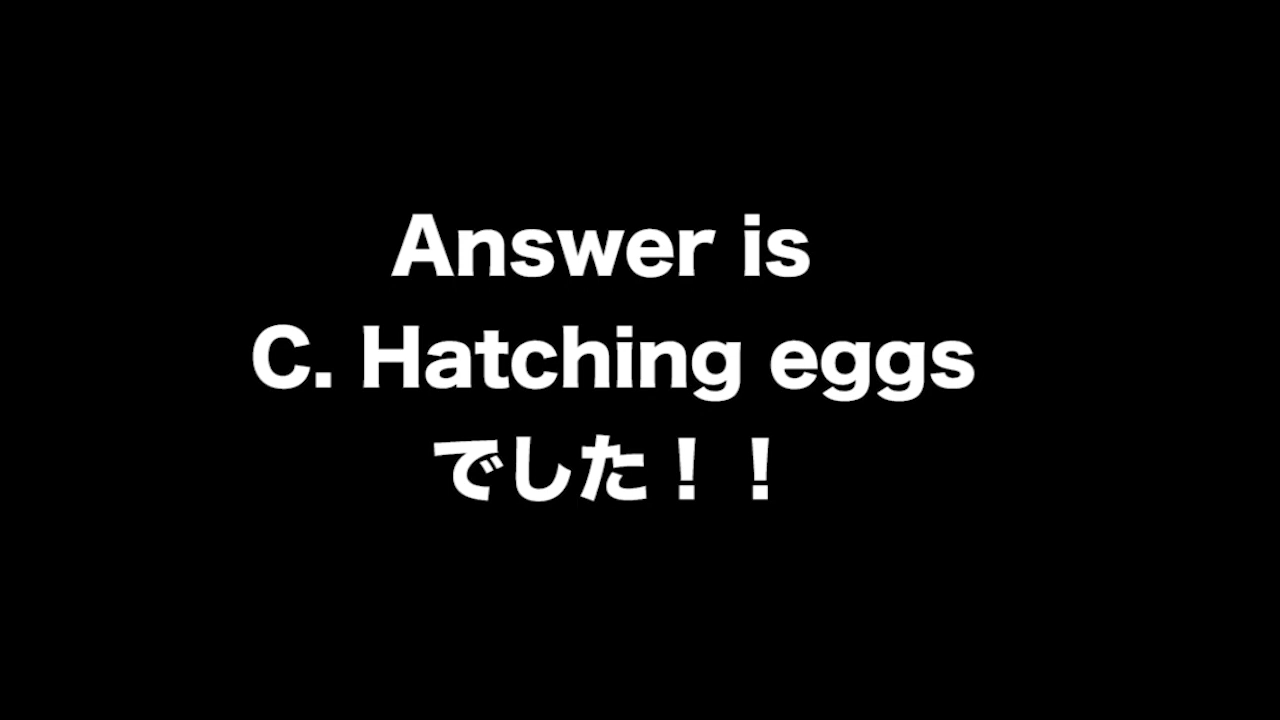 Answer is
C. Hatching eggs
でした！！